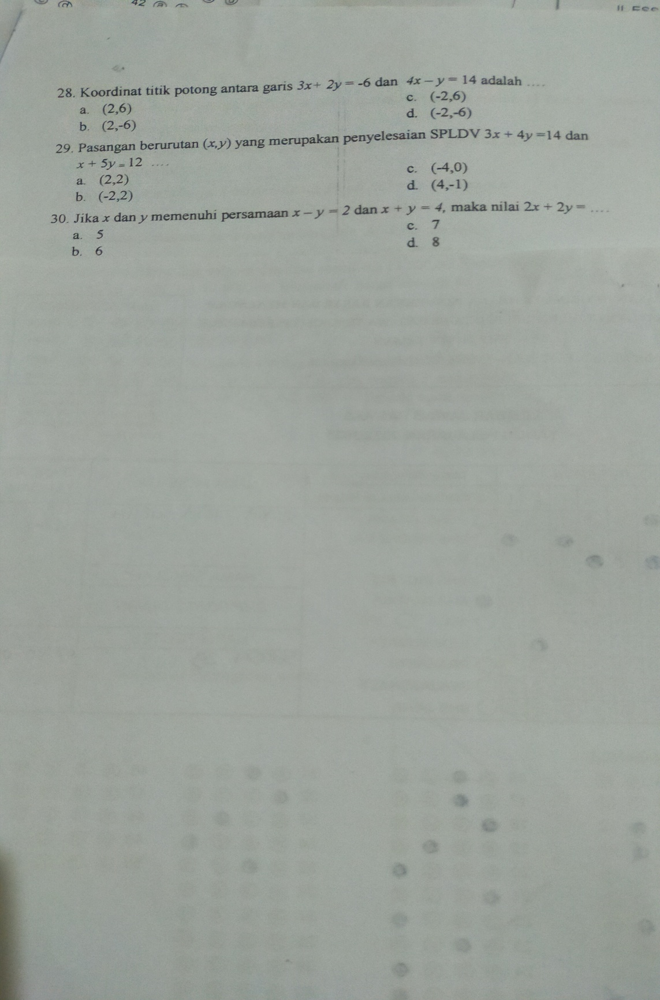 42
28. Koordinat titik potong antara garis 3x+ 2y = -6 dan 4x – y = 14 adalah ....
a. (2,6)
b. (2,-6)
c. (-2,6)
d. (-2,-6)
29. Pasangan berurutan (x,y) yang merupakan penyelesaian SPLDV 3x + 4y =14 dan
x + 5y = 12 ....
a. (2,2)
b. (-2,2)
c. (-4,0)
d. (4,-1)
30. Jika x dan y memenuhi persamaan x – y = 2 dan x + y = 4, maka nilai 2x + 2y = ....
a. 5
b. 6
c. 7
d. 8